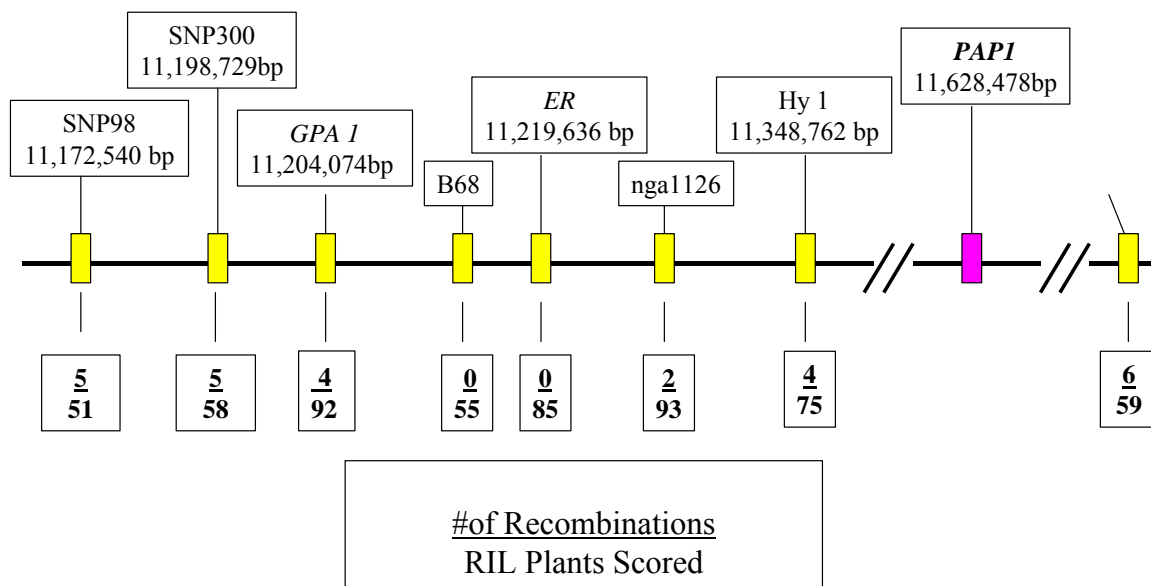 SNP98
11,172,540 bp
SNP300
11,198,729bp
GPA 1
11,204,074bp
B68
ER
11,219,636 bp
nga1126
Hy 1
11,348,762 bp
PAP1
11,628,478bp
5
51
5
58
4
92
0
55
0
85
2
93
4
75
6
59
#of Recombinations
RIL Plants Scored